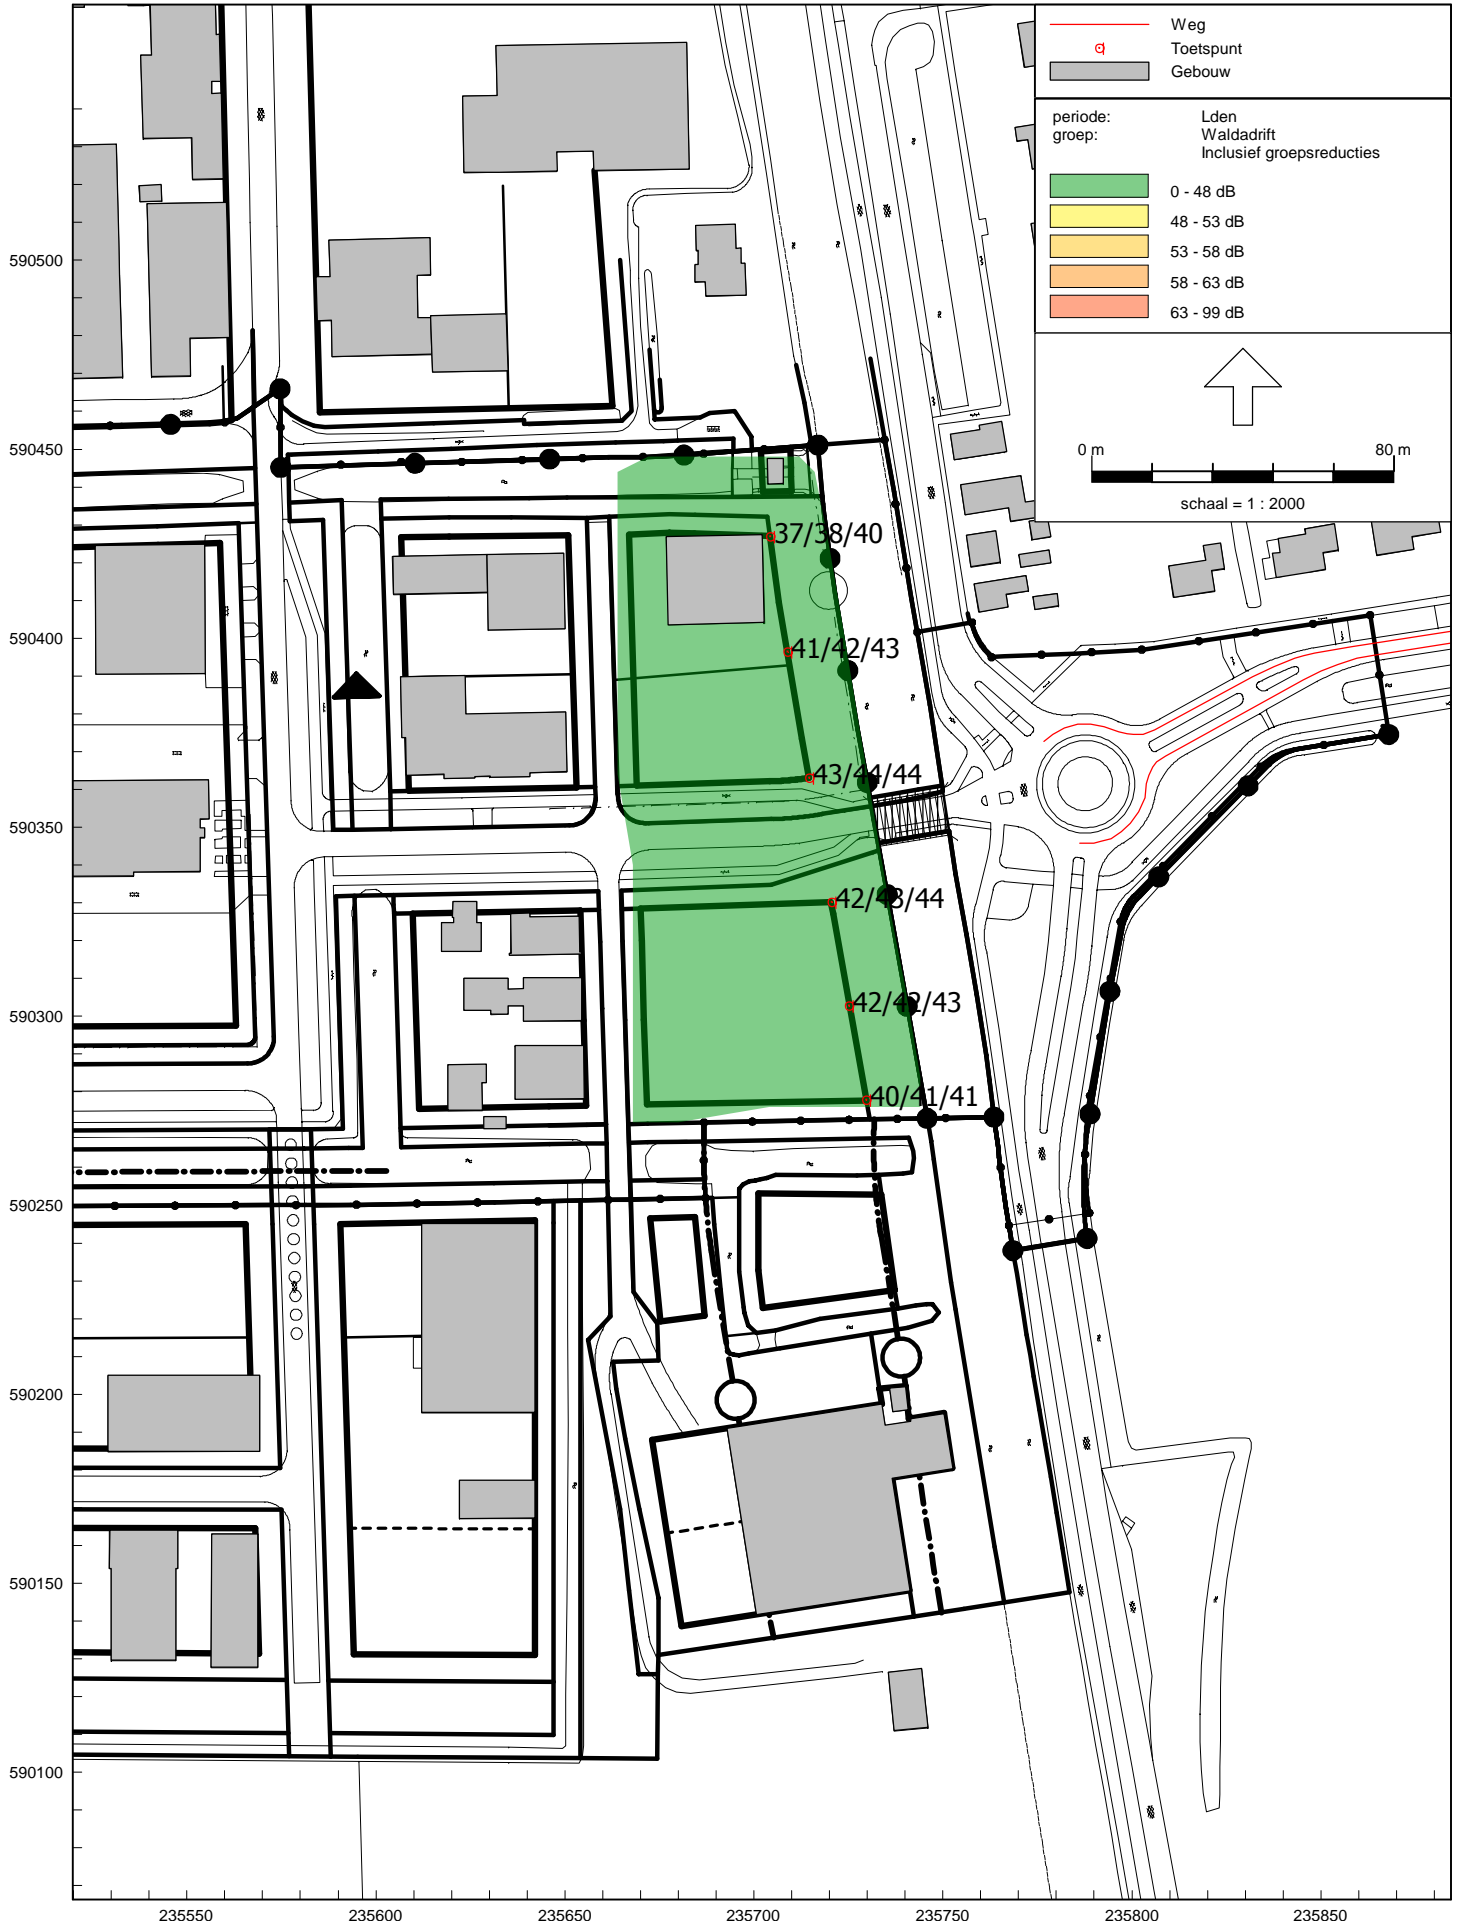 Weg
Toetspunt
Gebouw
periode: Lden
groep: Waldadrift
Inclusief groepsreducties
0 - 48 dB
48 - 53 dB
53 - 58 dB
58 - 63 dB
63 - 99 dB
0 m 80 m
schaal = 1 : 2000
590500
590450
590400
590350
590300
590250
590200
590150
590100
37/38/40
41/42/43
43/44/44
42/43/44
42/42/43
40/41/41
235550 235600 235650 235700 235750 235800 235850